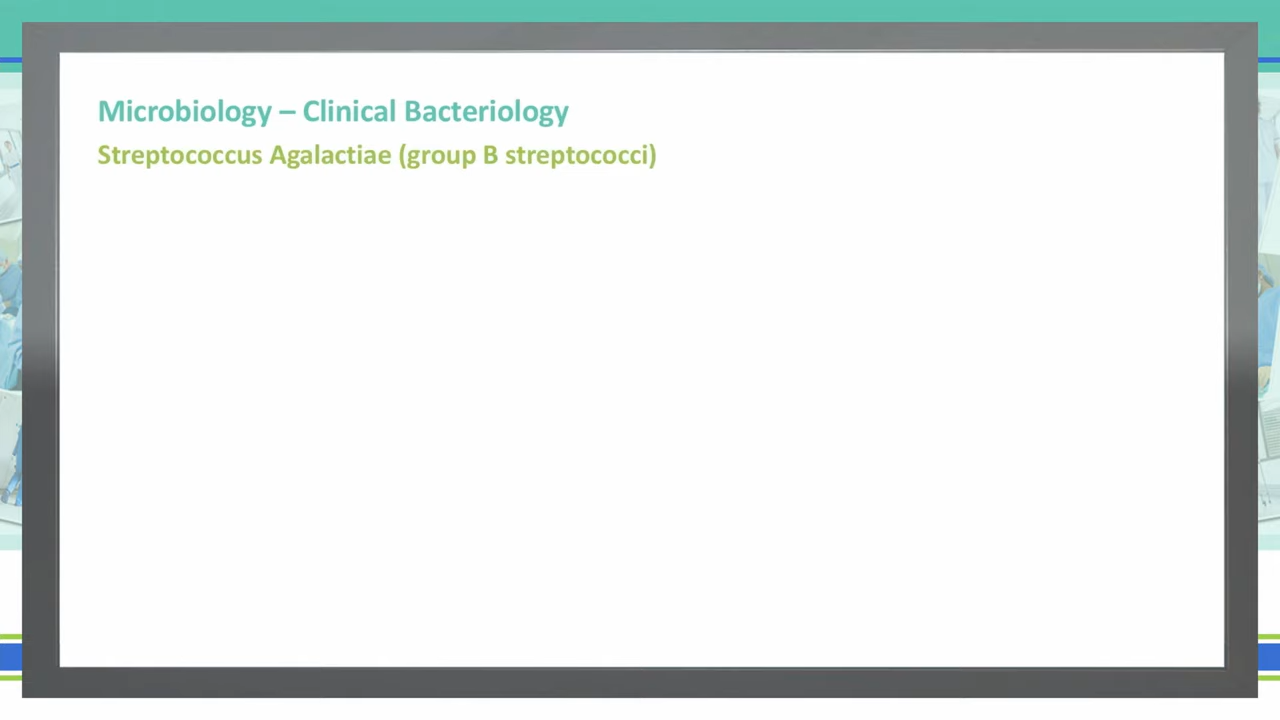 Microbiology – Clinical Bacteriology
Streptococcus Agalactiae (group B streptococci)